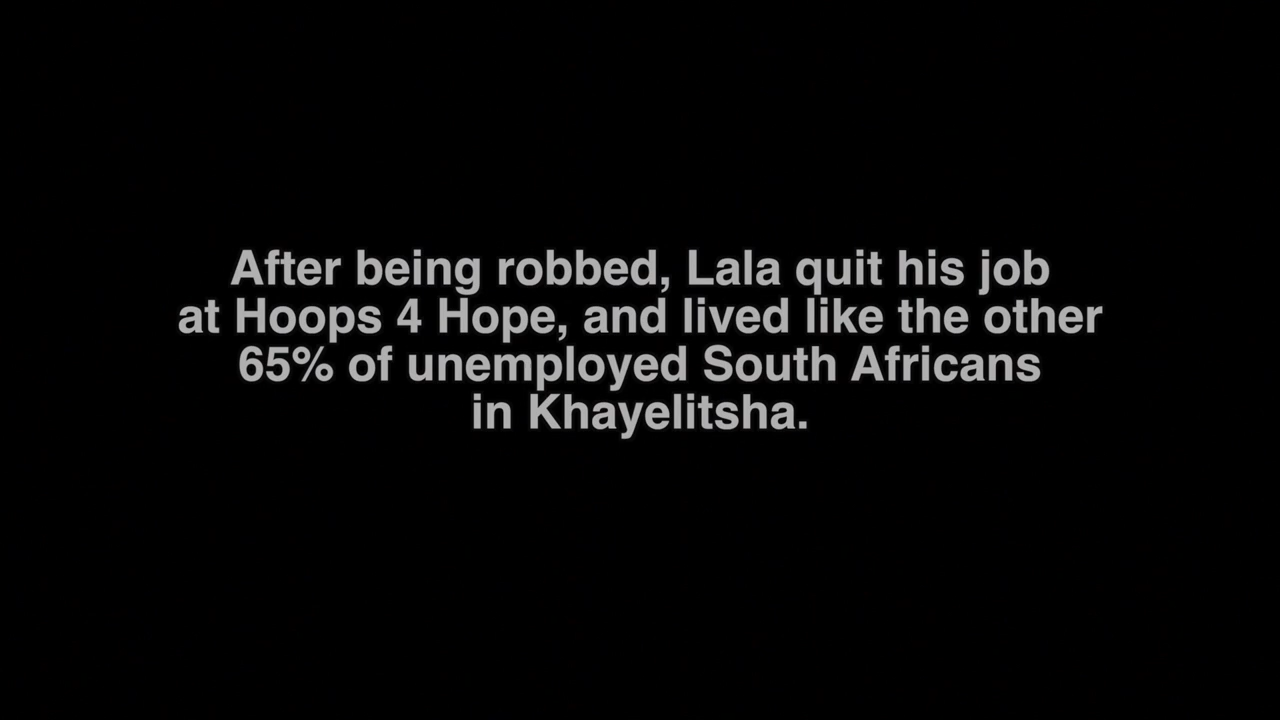 After being robbed, Lala quit his job
at Hoops 4 Hope, and lived like the other
65% of unemployed South Africans
in Khayelitsha.